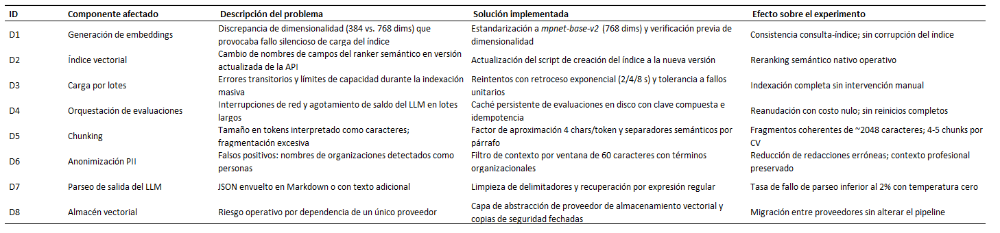 ID Componente afectado Descripción del problema Solución implementada Efecto sobre el experimento
D1 Generación de embeddings Discrepancia de dimensionalidad (384 vs. 768 dims) que provocaba fallo silencioso de carga del índice Estandarización a mpnet-base-v2 (768 dims) y verificación previa de dimensionalidad Consistencia consulta-índice; sin corrupción del índice
D2 Índice vectorial Cambio de nombres de campos del ranker semántico en versión actualizada de la API Actualización del script de creación del índice a la nueva versión Reranking semántico nativo operativo
D3 Carga por lotes Errores transitorios y límites de capacidad durante la indexación masiva Reintentos con retroceso exponencial (2/4/8 s) y tolerancia a fallos unitarios Indexación completa sin intervención manual
D4 Orquestación de evaluaciones Interrupciones de red y agotamiento de saldo del LLM en lotes largos Caché persistente de evaluaciones en disco con clave compuesta e idempotencia Reanudación con costo nulo; sin reinicios completos
D5 Chunking Tamaño en tokens interpretado como caracteres; fragmentación excesiva Factor de aproximación 4 chars/token y separadores semánticos por párrafo Fragmentos coherentes de ~2048 caracteres; 4-5 chunks por CV
D6 Anonimización PII Falsos positivos: nombres de organizaciones detectados como personas Filtro de contexto por ventana de 60 caracteres con términos organizacionales Reducción de redacciones erróneas; contexto profesional preservado
D7 Parseo de salida del LLM JSON envuelto en Markdown o con texto adicional Limpieza de delimitadores y recuperación por expresión regular Tasa de fallo de parseo inferior al 2% con temperatura cero
D8 Almacén vectorial Riesgo operativo por dependencia de un único proveedor Capa de abstracción de proveedor de almacenamiento vectorial y copias de seguridad fechadas Migración entre proveedores sin alterar el pipeline